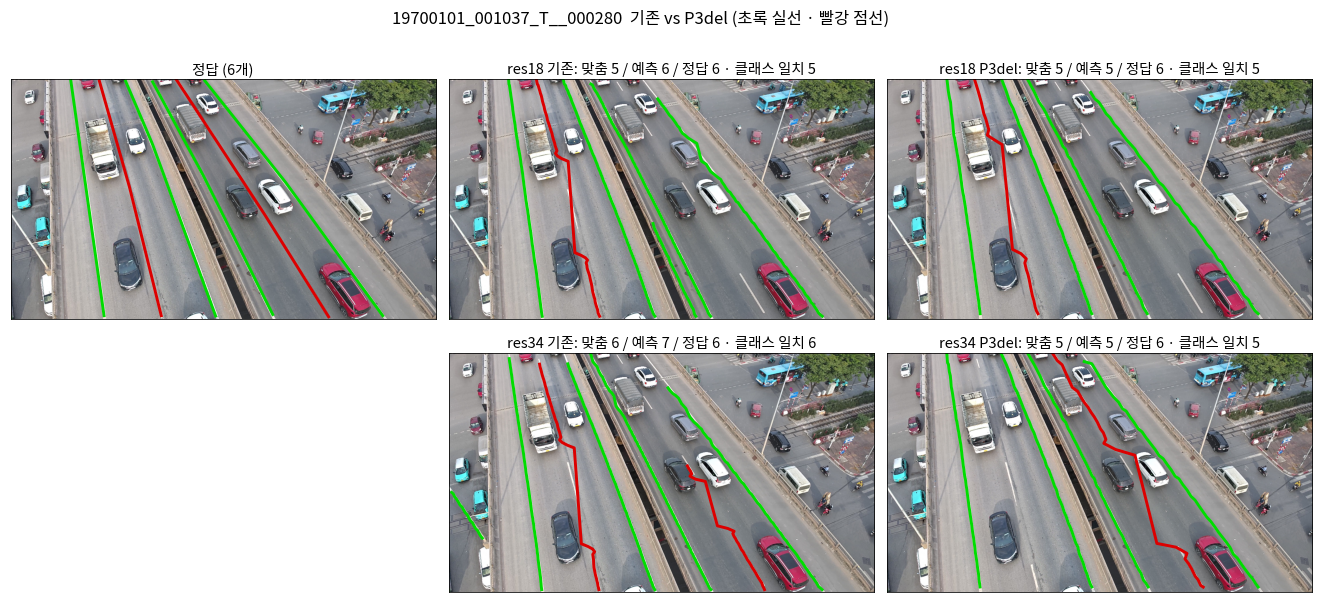 19700101_001037_T__000280 기존 vs P3del (초록 실선 · 빨강 점선)
정답 (6개)
res18 기존: 맞춤 5 / 예측 6 / 정답 6 · 클래스 일치 5
res18 P3del: 맞춤 5 / 예측 5 / 정답 6 · 클래스 일치 5
res34 기존: 맞춤 6 / 예측 7 / 정답 6 · 클래스 일치 6
res34 P3del: 맞춤 5 / 예측 5 / 정답 6 · 클래스 일치 5